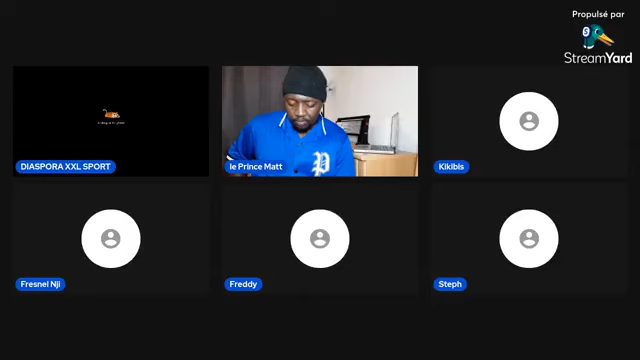 Propulsé par
StreamYard
DIASPORA XXL SPORT
le Prince Matt
P
Kikibis
Fresnel Nji
Freddy
Steph